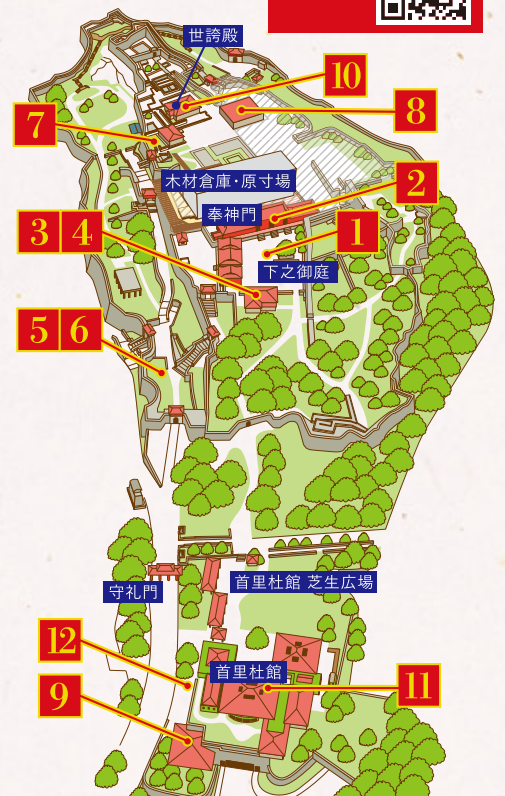 世誇殿
10
8
7
木材倉庫・原寸場
2
奉神門
3 4
1
下之御庭
5 6
首里杜館 芝生広場
守礼門
12
首里杜館
11
9